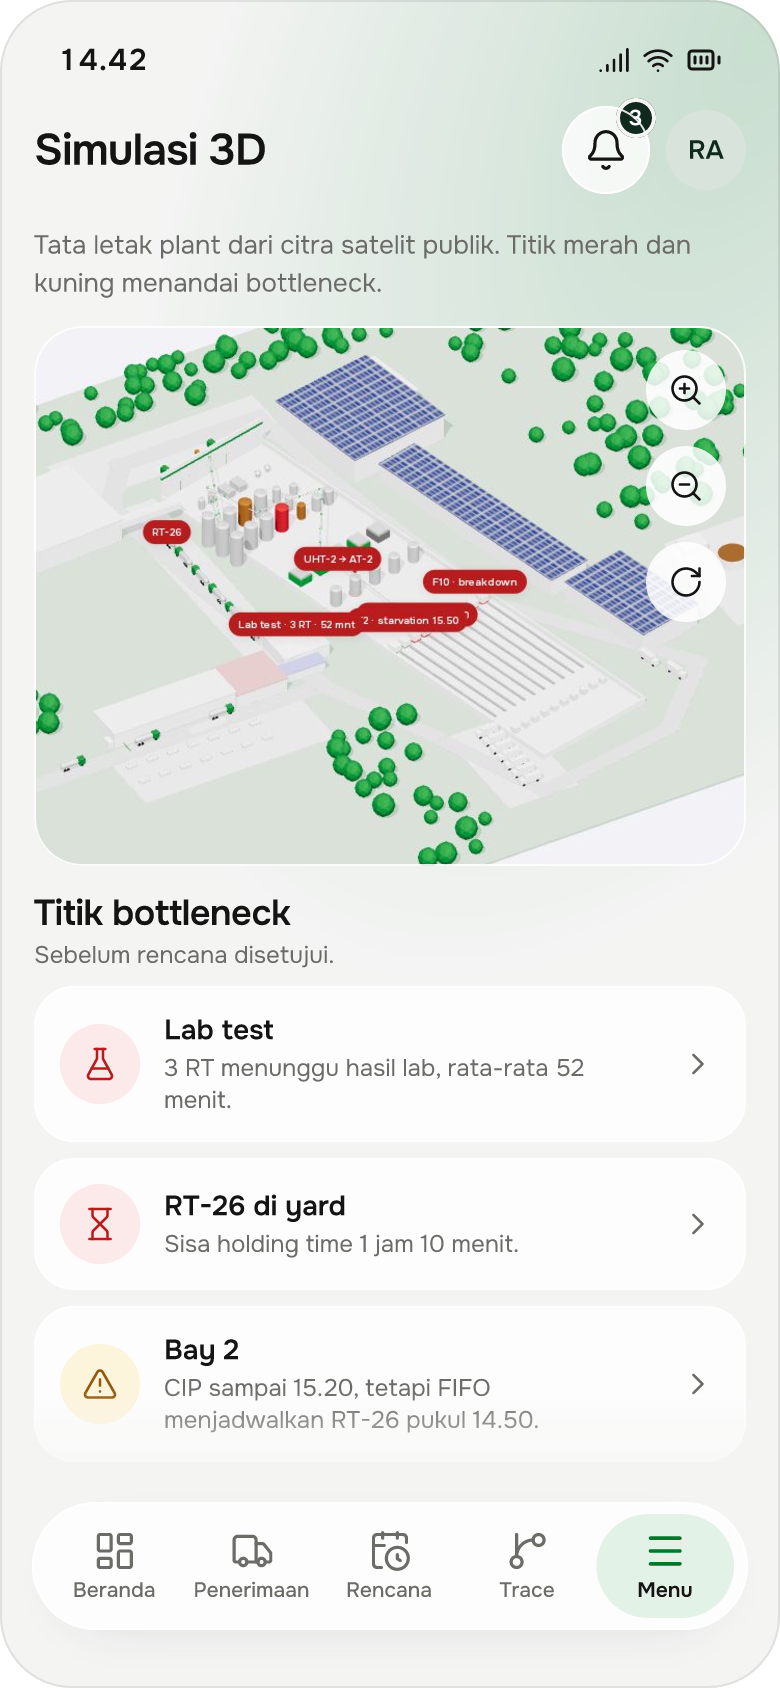 14.42
Simulasi 3D
3
RA
Tata letak plant dari citra satelit publik. Titik merah dan
kuning menandai bottleneck.
RT-26
UHT-2 → AT-2
F10 · breakdown
Lab test · 3 RT · 52 mnt
2 · starvation 15.50
Titik bottleneck
Sebelum rencana disetujui.
Lab test
3 RT menunggu hasil lab, rata-rata 52
menit.
RT-26 di yard
Sisa holding time 1 jam 10 menit.
Bay 2
CIP sampai 15.20, tetapi FIFO
menjadwalkan RT-26 pukul 14.50.
Beranda
Penerimaan
Rencana
Trace
Menu